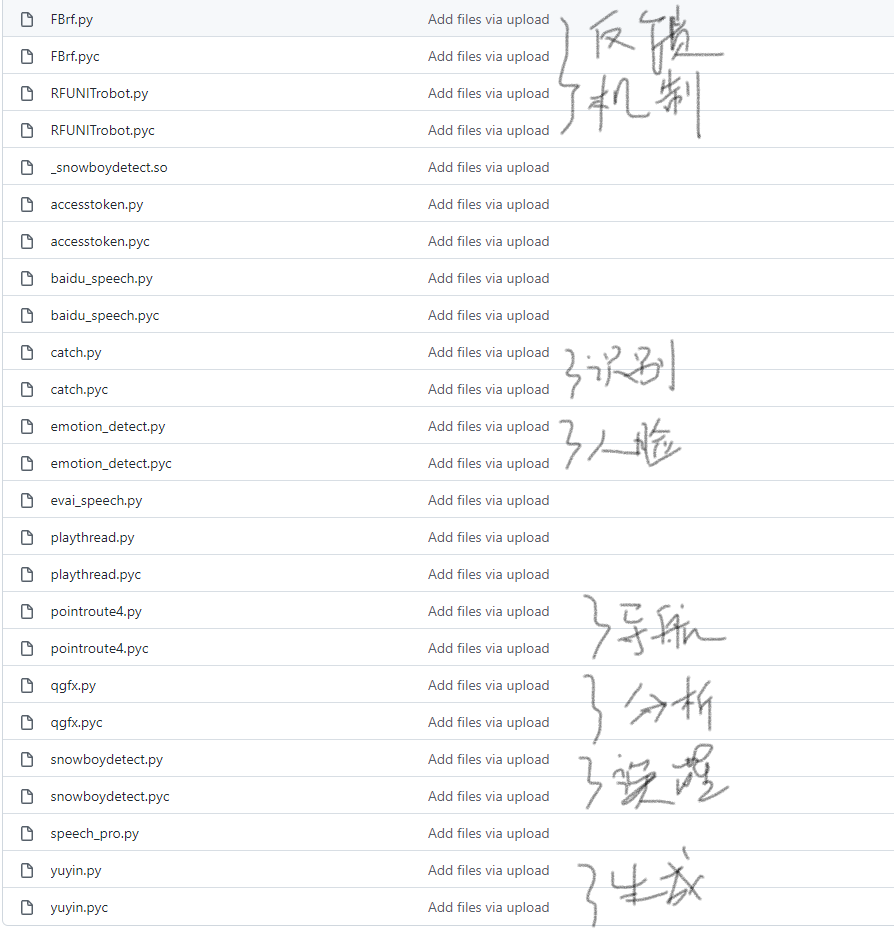 FBrf.py Add files via upload
反馈
FBrf.pyc Add files via upload
RFUNITrobot.py Add files via upload
机制
RFUNITrobot.pyc Add files via upload
_snowboydetect.so Add files via upload
accesstoken.py Add files via upload
accesstoken.pyc Add files via upload
baidu_speech.py Add files via upload
baidu_speech.pyc Add files via upload
catch.py Add files via upload
识别
catch.pyc Add files via upload
emotion_detect.py Add files via upload
人脸
emotion_detect.pyc Add files via upload
evai_speech.py Add files via upload
playthread.py Add files via upload
playthread.pyc Add files via upload
pointroute4.py Add files via upload
导航
pointroute4.pyc Add files via upload
qgfx.py Add files via upload
分析
qgfx.pyc Add files via upload
snowboydetect.py Add files via upload
唤醒
snowboydetect.pyc Add files via upload
speech_pro.py Add files via upload
yuyin.py Add files via upload
生成
yuyin.pyc Add files via upload